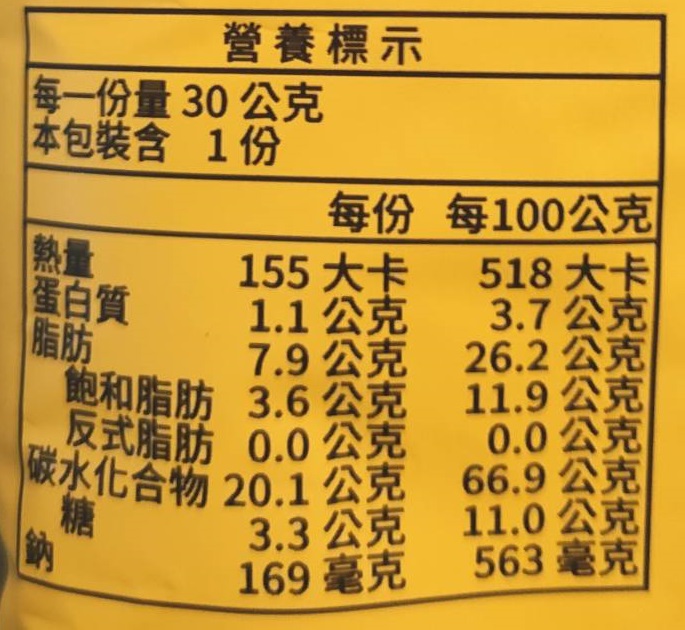 營養標示
每一份量 30 公克
本包裝含 1 份
每份 每100公克
熱量 155 大卡 518 大卡
蛋白質 1.1 公克 3.7 公克
脂肪 7.9 公克 26.2 公克
飽和脂肪 3.6 公克 11.9 公克
反式脂肪 0.0 公克 0.0 公克
碳水化合物 20.1 公克 66.9 公克
糖 3.3 公克 11.0 公克
鈉 169 毫克 563 毫克